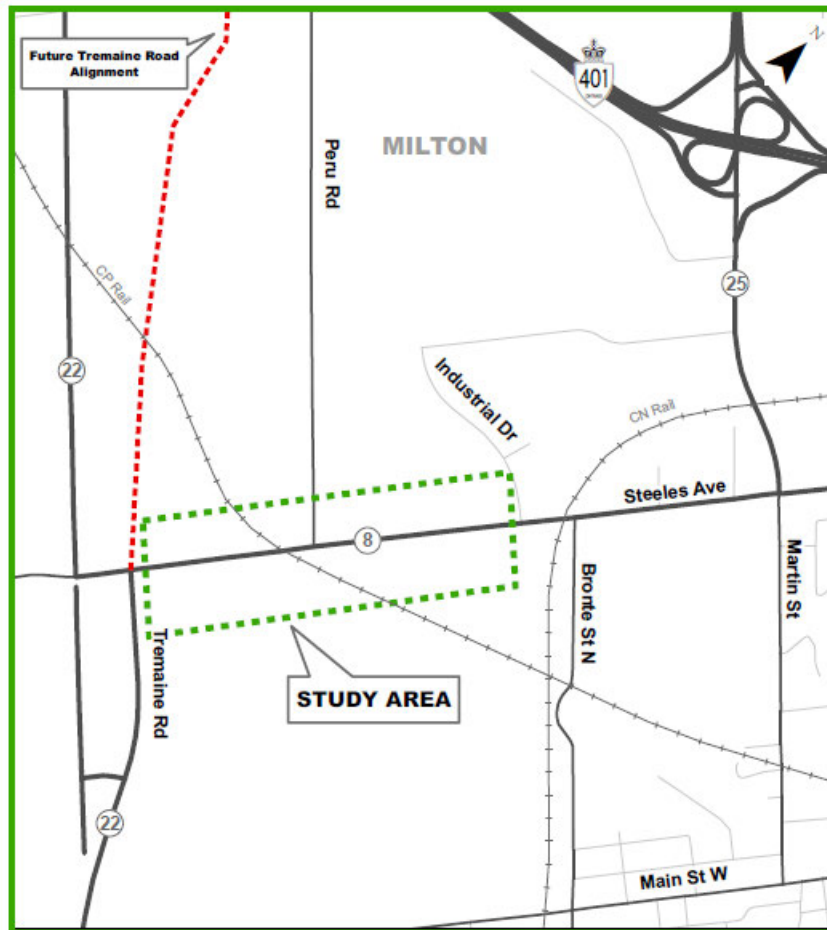 Future Tremaine Road
Alignment
N
401
ONTARIO
Peru Rd
MILTON
CP Rail
25
22
Industrial Dr
CN Rail
Steeles Ave
8
Bronte St N
Martin St
Tremaine Rd
STUDY AREA
22
Main St W